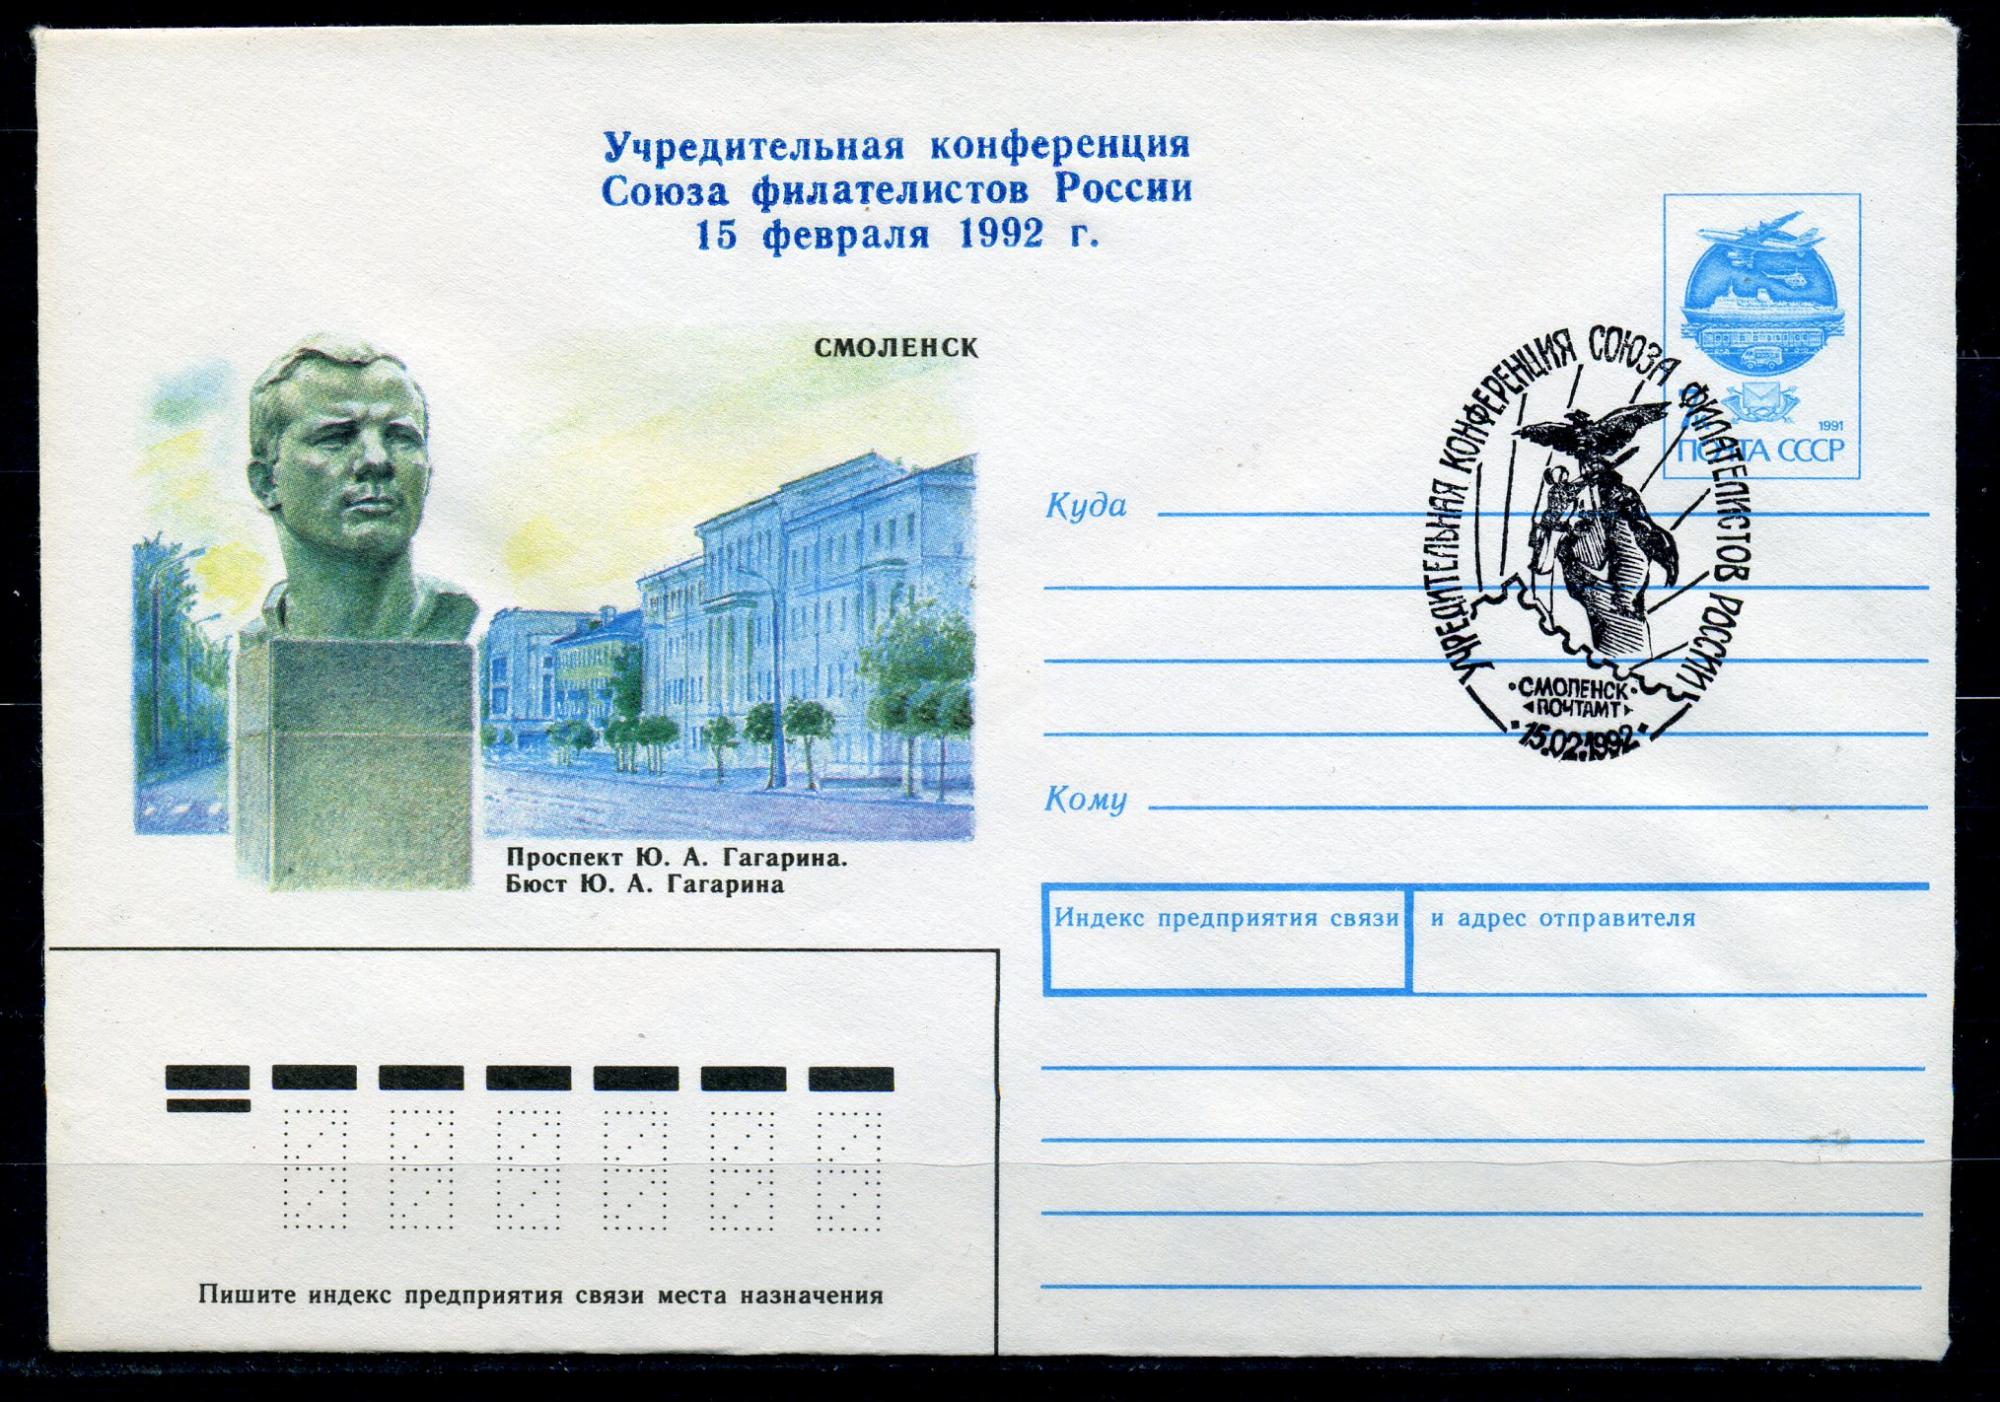 Учредительная конференция
Союза филателистов России
15 февраля 1992 г.
СМОЛЕНСК
1991
ПОЧТА СССР
УЧРЕДИТЕЛЬНАЯ КОНФЕРЕНЦИЯ СОЮЗА ФИЛАТЕЛИСТОВ РОССИИ
СМОЛЕНСК
ПОЧТАМТ
15.02.1992
Куда
Кому
Проспект Ю. А. Гагарина.
Бюст Ю. А. Гагарина
Индекс предприятия связи и адрес отправителя
Пишите индекс предприятия связи места назначения